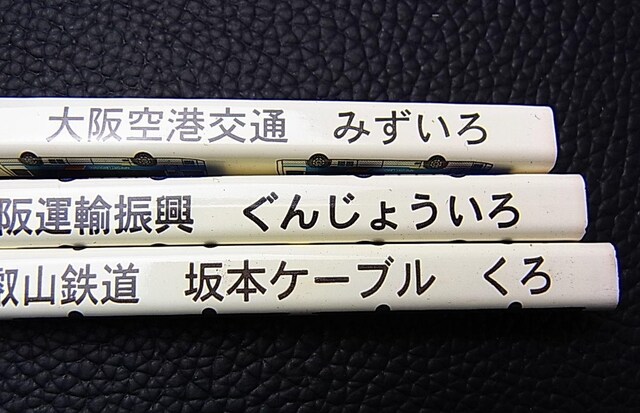 大阪空港交通 みずいろ
阪運輸振興 ぐんじょういろ
叡山鉄道 坂本ケーブル くろ